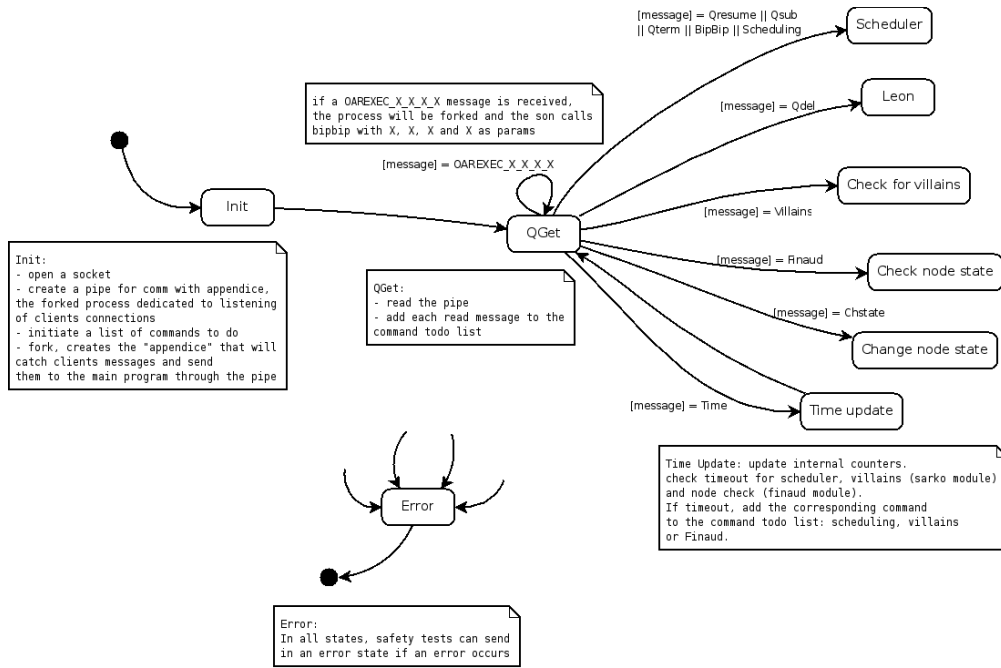 [message] = Qresume || Qsub
|| Qterm || BipBip || Scheduling
Scheduler
if a OAREXEC_X_X_X_X message is received,
the process will be forked and the son calls
bipbip with X, X, X and X as params
[message] = Qdel
Leon
[message] = OAREXEC_X_X_X_X
Check for villains
Init
[message] = Villains
QGet
Init:
- open a socket
- create a pipe for comm with appendice,
the forked process dedicated to listening
of clients connections
- initiate a list of commands to do
- fork, creates the "appendice" that will
catch clients messages and send
them to the main program through the pipe
QGet:
- read the pipe
- add each read message to the
command todo list
[message] = Finaud
Check node state
[message] = Chstate
Change node state
[message] = Time
Time update
Time Update: update internal counters.
check timeout for scheduler, villains (sarko module)
and node check (finaud module).
If timeout, add the corresponding command
to the command todo list: scheduling, villains
or Finaud.
Error
Error:
In all states, safety tests can send
in an error state if an error occurs